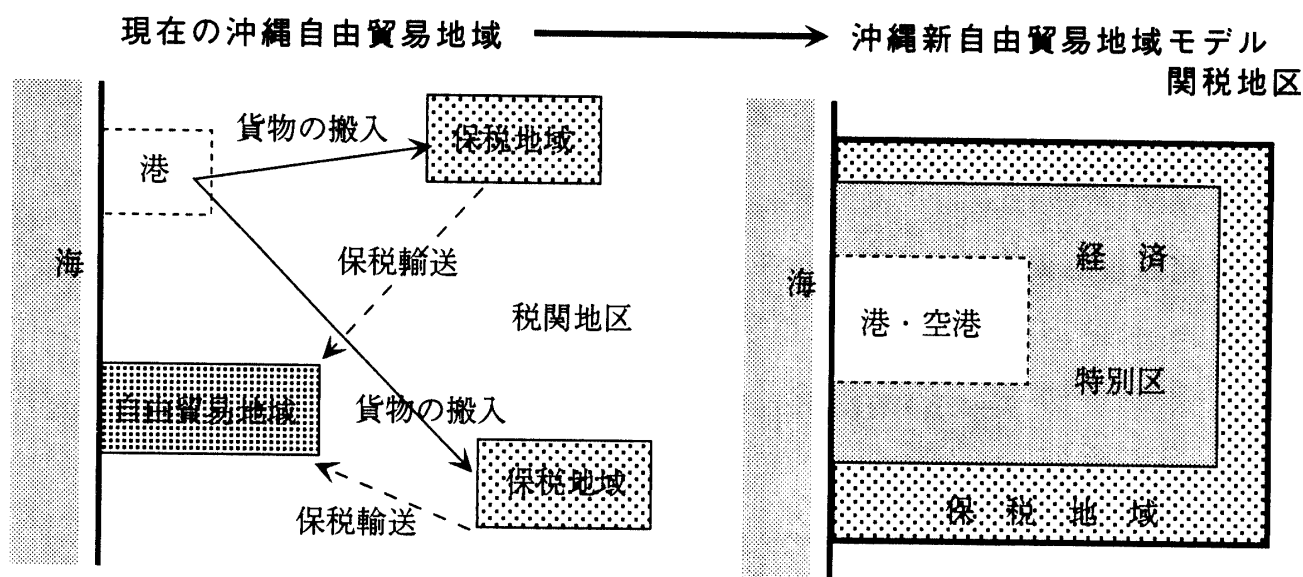 現在の沖縄自由貿易地域
沖縄新自由貿易地域モデル
関税地区
海
港
貨物の搬入
保税地域
保税輸送
税関地区
自由貿易地域
貨物の搬入
保税地域
保税輸送
海
港・空港
経 済
特別区
保 税 地 域